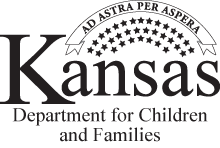 AD ASTRA PER ASPERA
Kansas
Department for Children
and Families